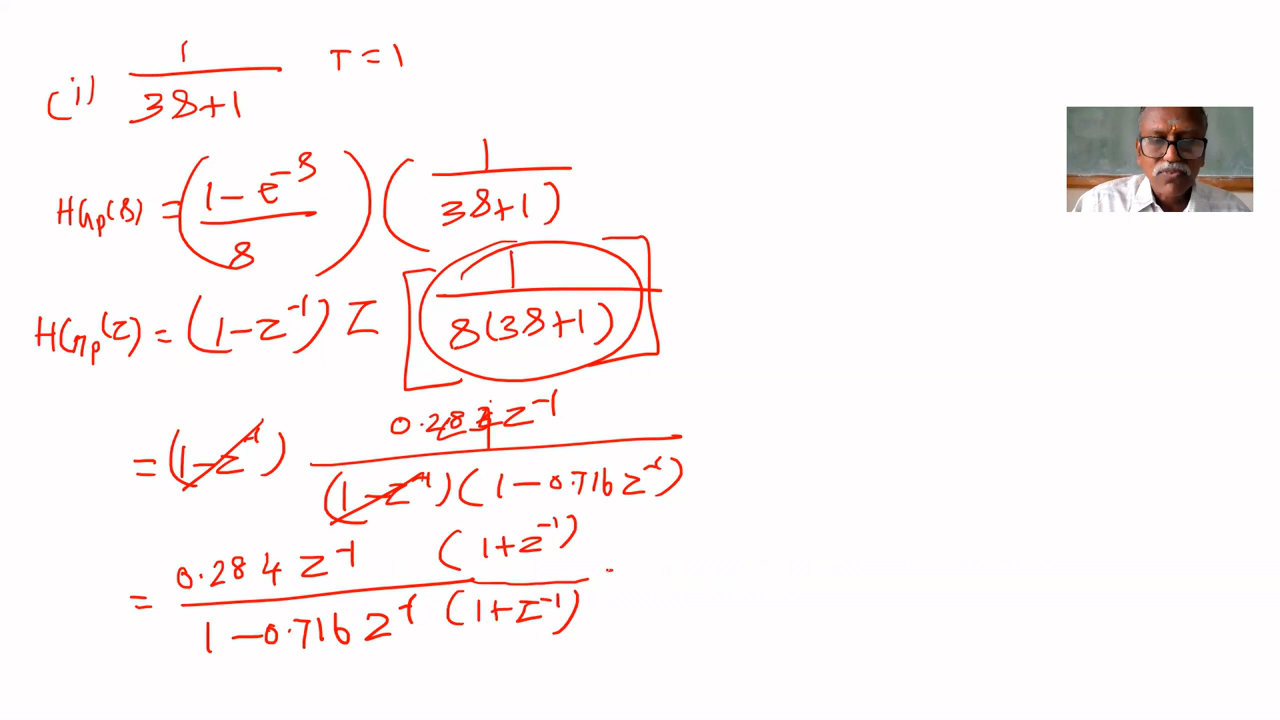 (i) 1/(3s+1) T = 1
HGp(s) = ((1 - e^-s)/s) (1/(3s+1))
HGp(z) = (1 - z^-1) Z [1/(s(3s+1))]
= (1 - z^-1) 0.284 z^-1/((1 - z^-1)(1 - 0.716 z^-1))
= 0.284 z^-1 (1 + z^-1)/(1 - 0.716 z^-1 (1 + z^-1))